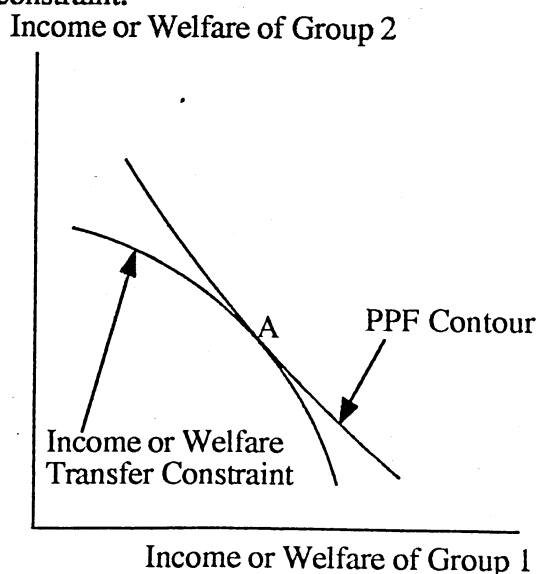 constraint.
Income or Welfare of Group 2
A
PPF Contour
Income or Welfare
Transfer Constraint
Income or Welfare of Group 1